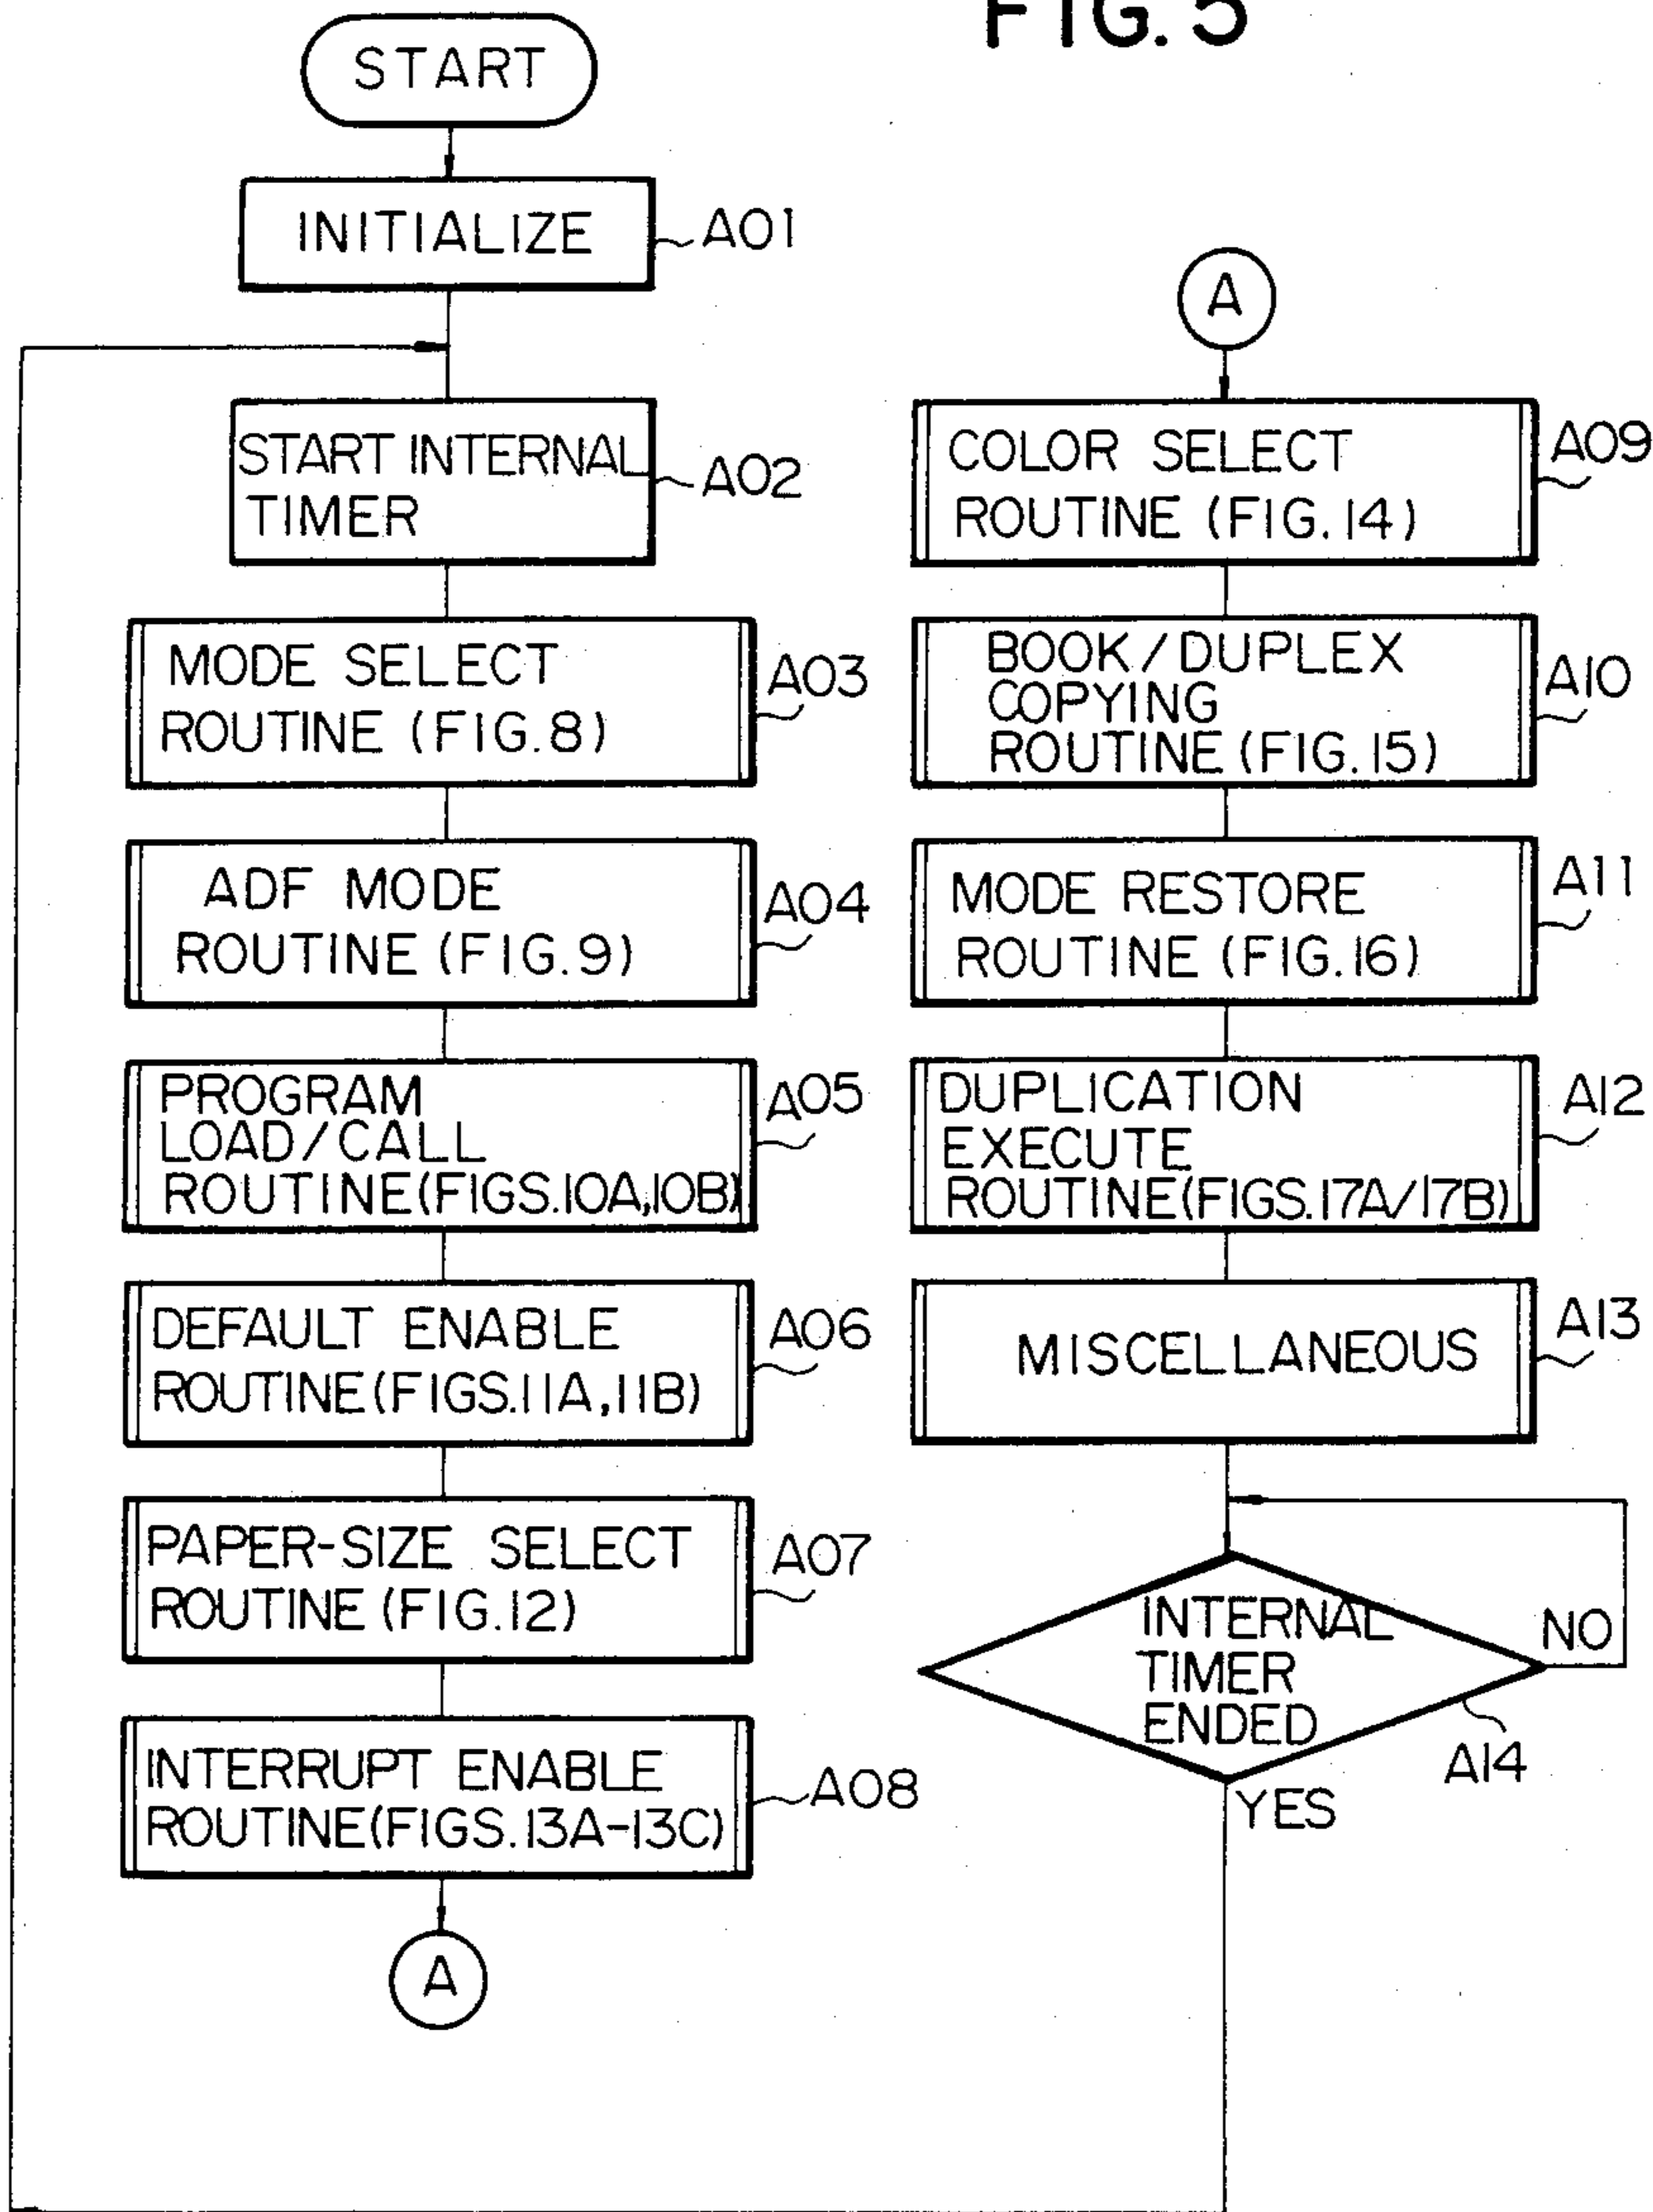 FIG. 5
START
INITIALIZE
A01
START INTERNAL
TIMER
A02
MODE SELECT
ROUTINE (FIG. 8)
A03
ADF MODE
ROUTINE (FIG. 9)
A04
PROGRAM
LOAD/CALL
ROUTINE (FIGS. 10A, 10B)
A05
DEFAULT ENABLE
ROUTINE (FIGS. 11A, 11B)
A06
PAPER-SIZE SELECT
ROUTINE (FIG. 12)
A07
INTERRUPT ENABLE
ROUTINE (FIGS. 13A-13C)
A08
A
A
COLOR SELECT
ROUTINE (FIG. 14)
A09
BOOK/DUPLEX
COPYING
ROUTINE (FIG. 15)
A10
MODE RESTORE
ROUTINE (FIG. 16)
A11
DUPLICATION
EXECUTE
ROUTINE (FIGS. 17A/17B)
A12
MISCELLANEOUS
A13
INTERNAL
TIMER
ENDED
NO
A14
YES